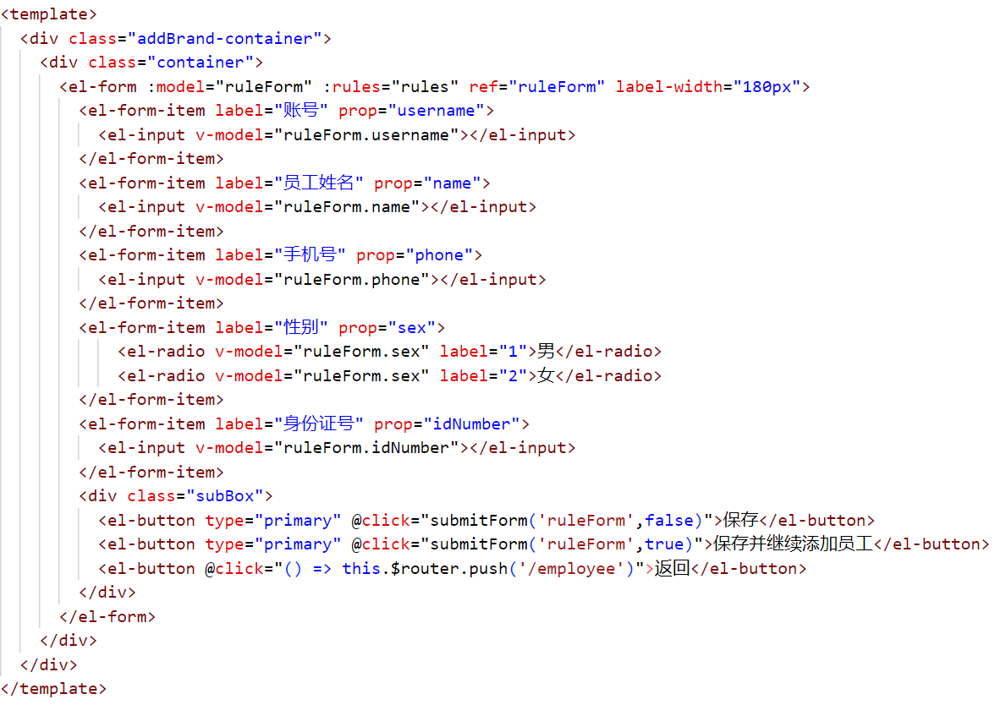 <template>
  <div class="addBrand-container">
    <div class="container">
      <el-form :model="ruleForm" :rules="rules" ref="ruleForm" label-width="180px">
        <el-form-item label="账号" prop="username">
          <el-input v-model="ruleForm.username"></el-input>
        </el-form-item>
        <el-form-item label="员工姓名" prop="name">
          <el-input v-model="ruleForm.name"></el-input>
        </el-form-item>
        <el-form-item label="手机号" prop="phone">
          <el-input v-model="ruleForm.phone"></el-input>
        </el-form-item>
        <el-form-item label="性别" prop="sex">
            <el-radio v-model="ruleForm.sex" label="1">男</el-radio>
            <el-radio v-model="ruleForm.sex" label="2">女</el-radio>
        </el-form-item>
        <el-form-item label="身份证号" prop="idNumber">
          <el-input v-model="ruleForm.idNumber"></el-input>
        </el-form-item>
        <div class="subBox">
          <el-button type="primary" @click="submitForm('ruleForm',false)">保存</el-button>
          <el-button type="primary" @click="submitForm('ruleForm',true)">保存并继续添加员工</el-button>
          <el-button @click="() => this.$router.push('/employee')">返回</el-button>
        </div>
      </el-form>
    </div>
  </div>
</template>